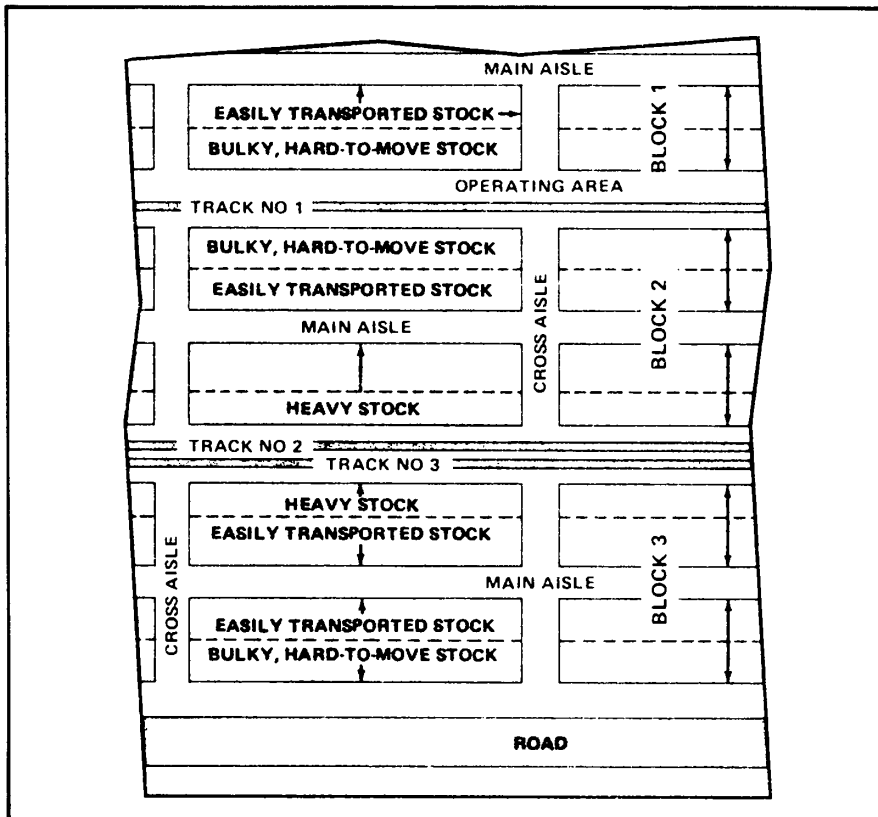 MAIN AISLE
EASILY TRANSPORTED STOCK
BULKY, HARD-TO-MOVE STOCK
BLOCK 1
OPERATING AREA
TRACK NO 1
BULKY, HARD-TO-MOVE STOCK
EASILY TRANSPORTED STOCK
MAIN AISLE
CROSS AISLE
BLOCK 2
HEAVY STOCK
TRACK NO 2
TRACK NO 3
HEAVY STOCK
EASILY TRANSPORTED STOCK
MAIN AISLE
CROSS AISLE
BLOCK 3
EASILY TRANSPORTED STOCK
BULKY, HARD-TO-MOVE STOCK
ROAD